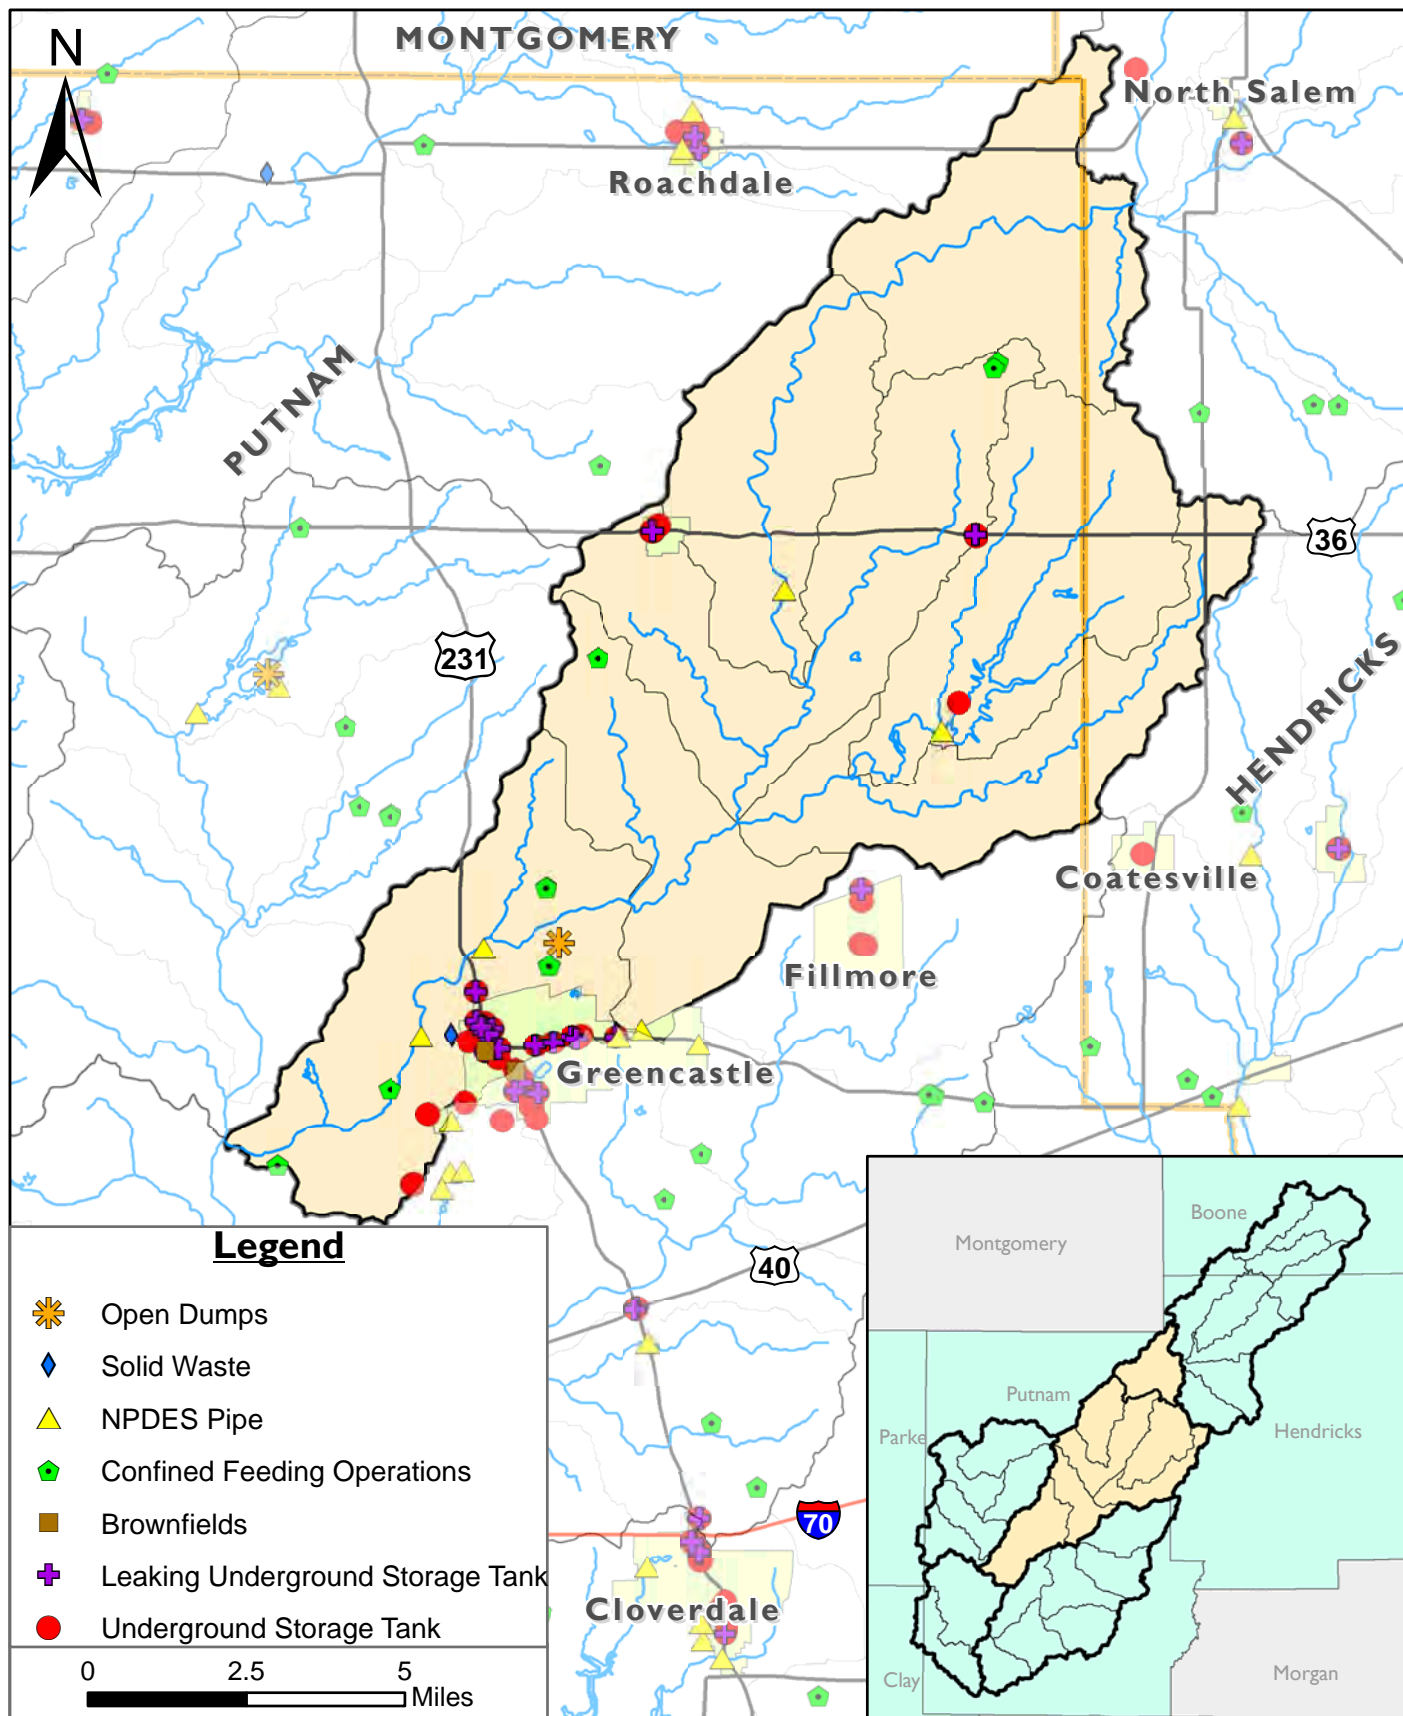 N
MONTGOMERY
North Salem
Roachdale
PUTNAM
36
231
HENDRICKS
Coatesville
Fillmore
Greencastle
40
70
Cloverdale
Legend
Open Dumps
Solid Waste
NPDES Pipe
Confined Feeding Operations
Brownfields
Leaking Underground Storage Tank
Underground Storage Tank
0 2.5 5
Miles
Boone
Montgomery
Putnam
Parke
Hendricks
Clay
Morgan